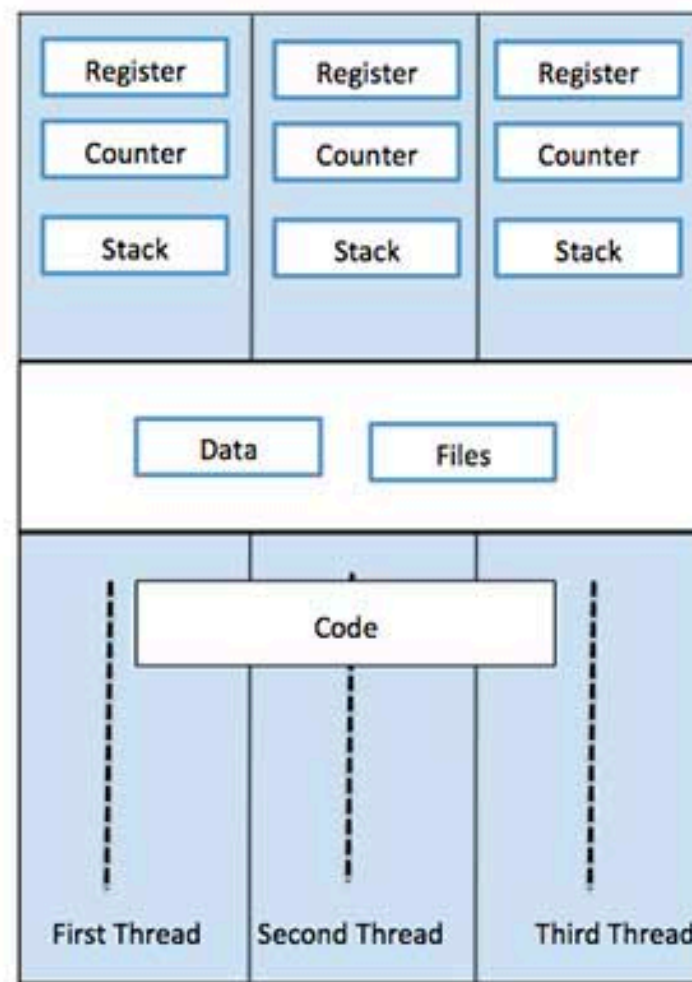 Register Register Register
Counter Counter Counter
Stack Stack Stack
Data Files
Code
First Thread Second Thread Third Thread